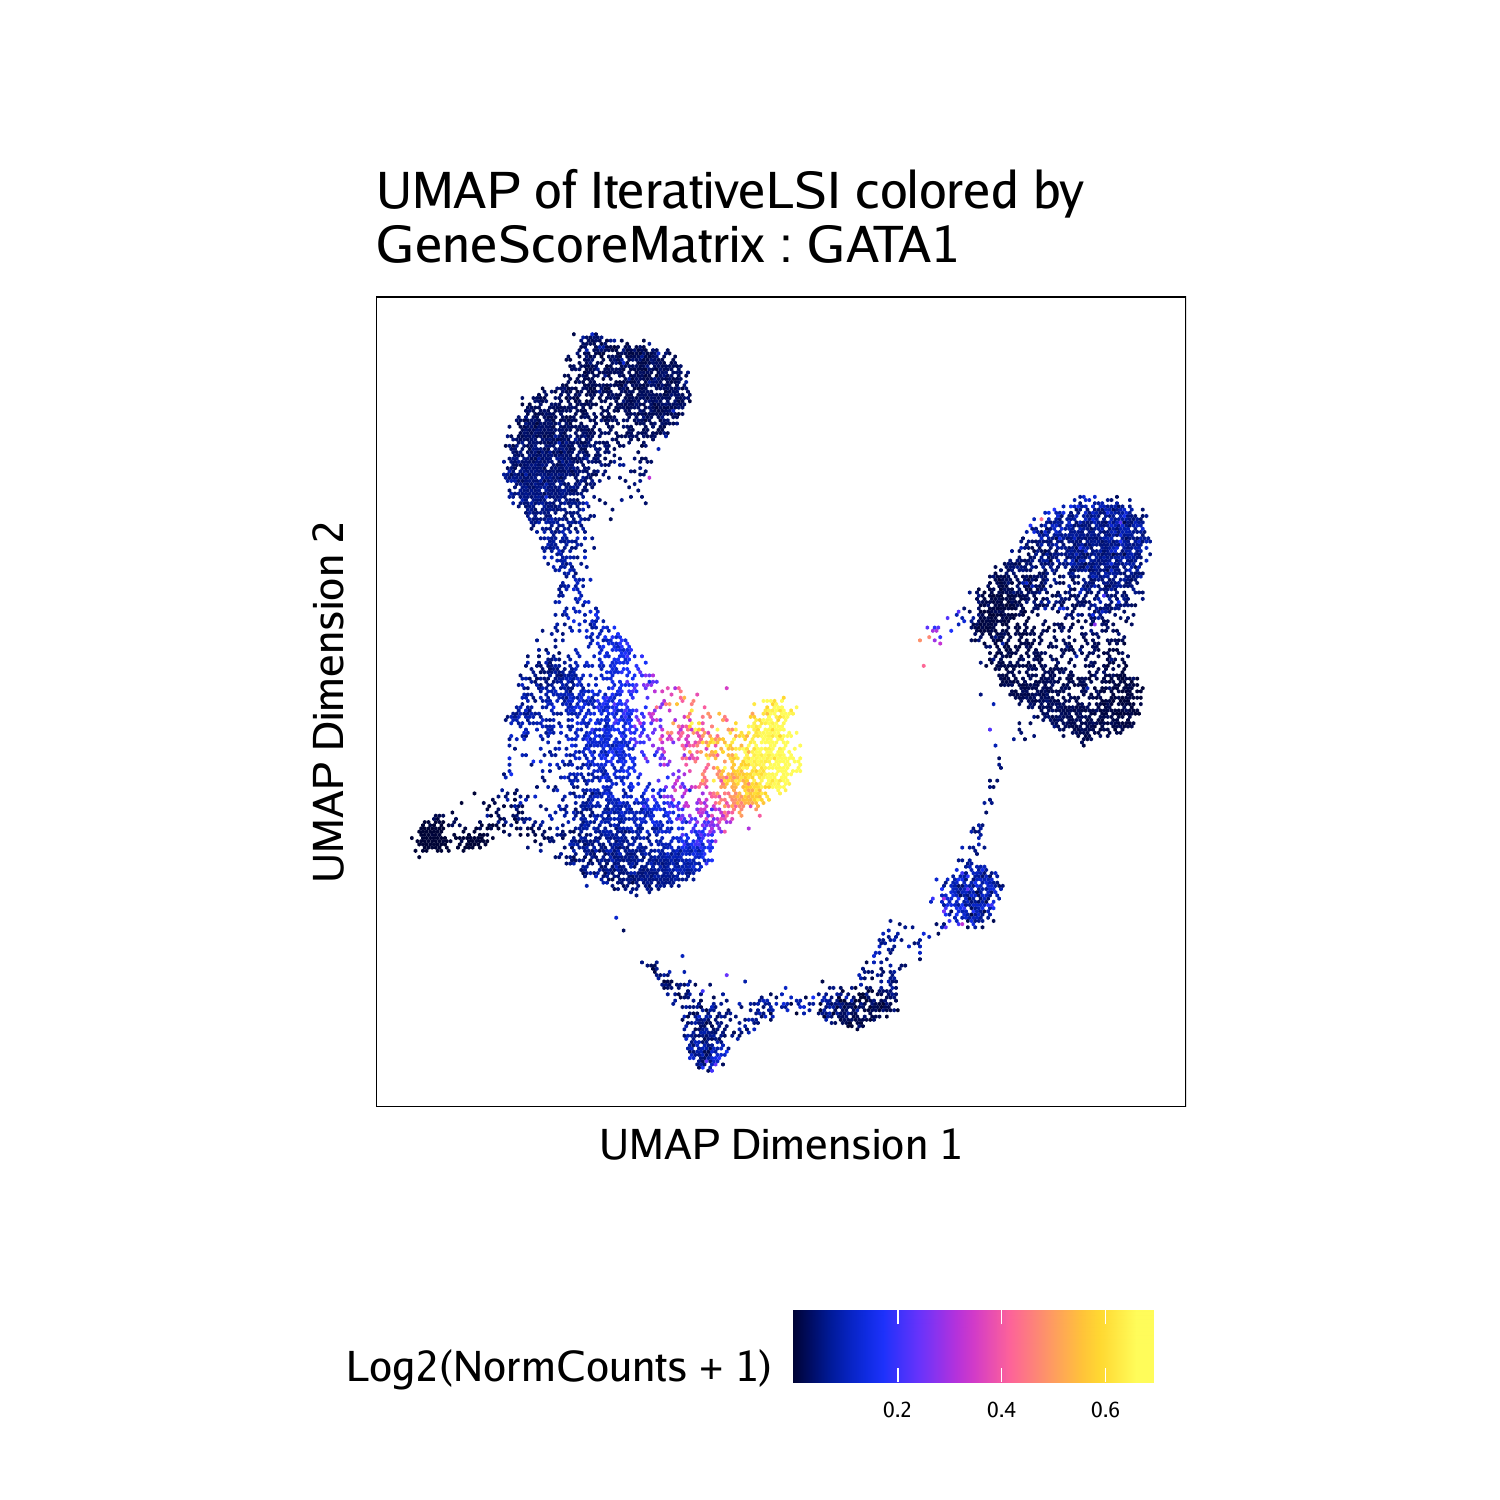 UMAP of IterativeLSI colored by
GeneScoreMatrix : GATA1
UMAP Dimension 2
UMAP Dimension 1
Log2(NormCounts + 1)
0.2 0.4 0.6